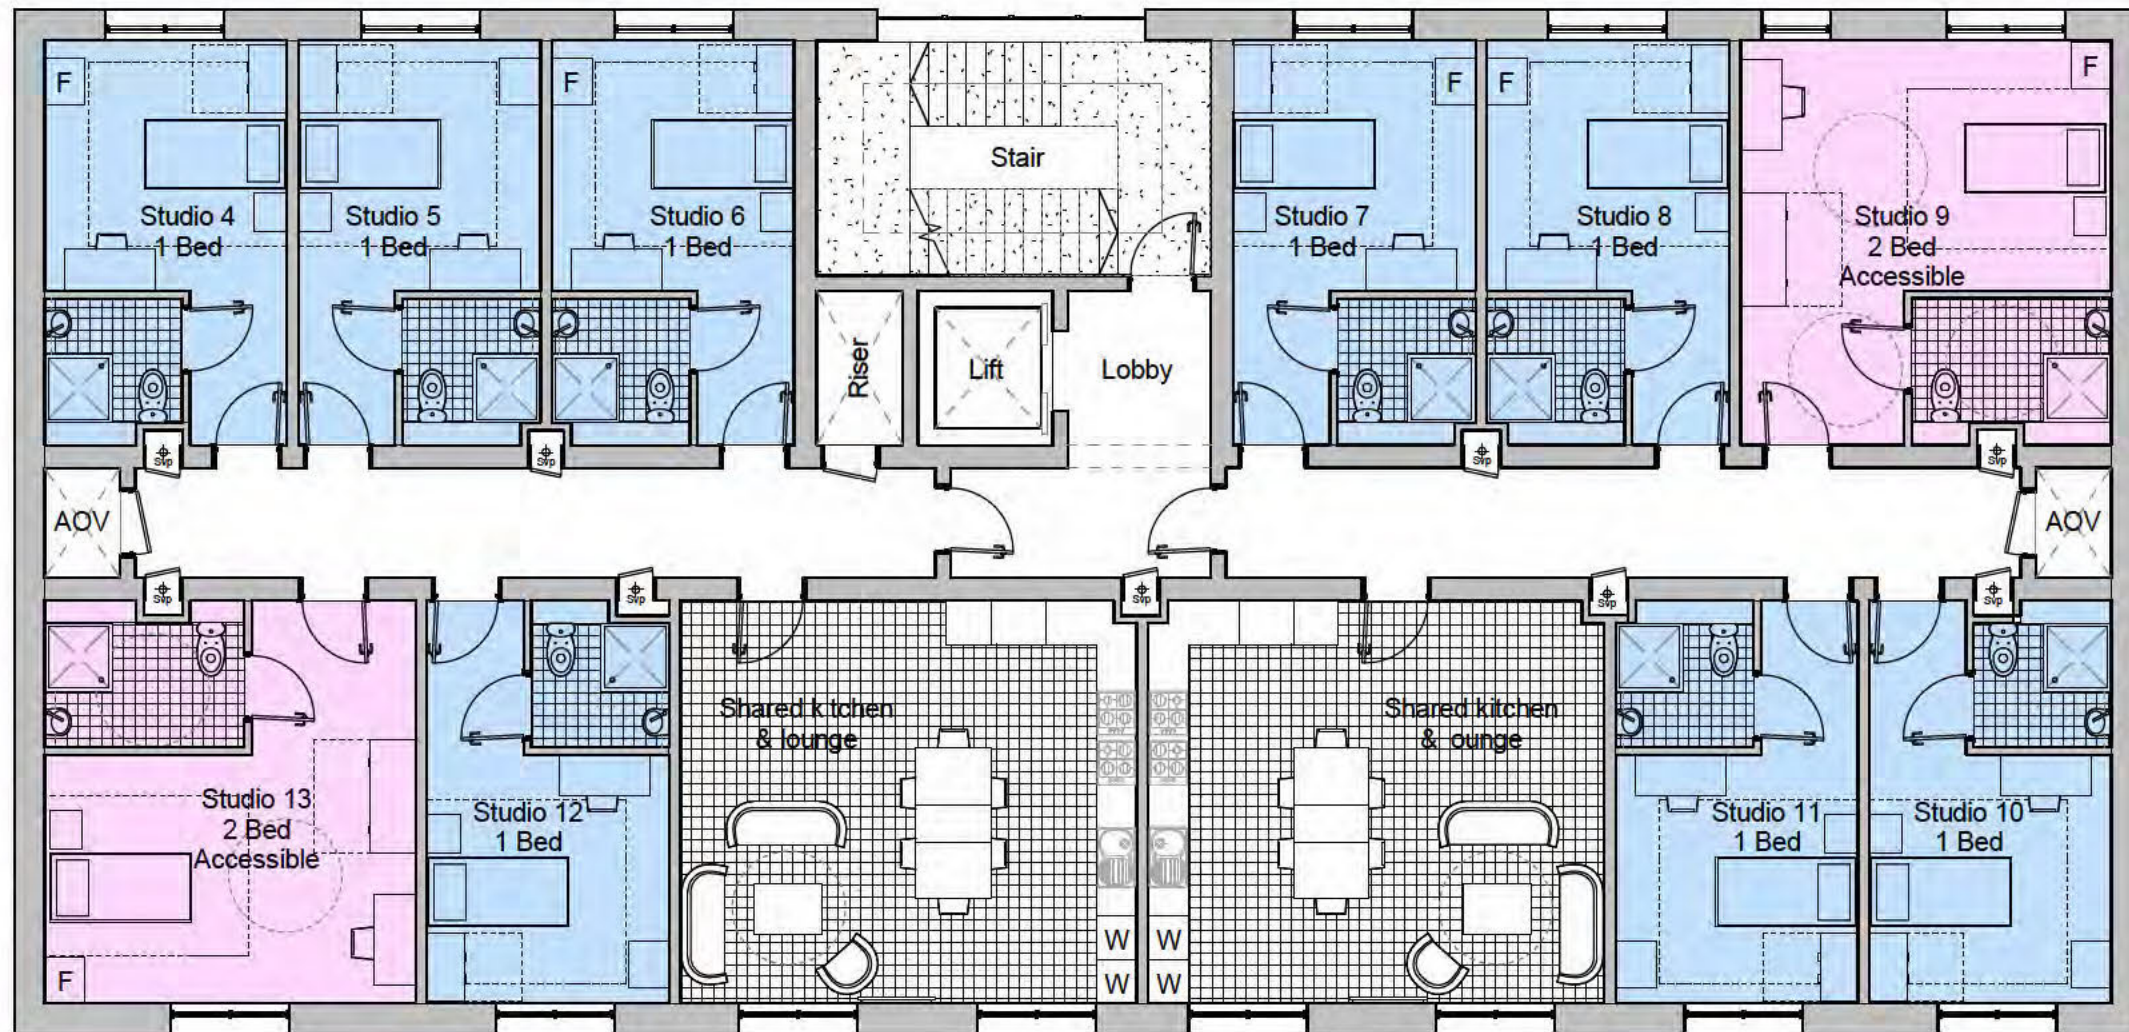 F
F
F
F
F
Stair
Studio 4
1 Bed
Studio 5
1 Bed
Studio 6
1 Bed
Studio 7
1 Bed
Studio 8
1 Bed
Studio 9
2 Bed
Accessible
Riser
Lift
Lobby
Svp
Svp
Svp
Svp
AOV
AOV
Svp
Svp
Svp
Svp
Svp
Shared k tchen
& lounge
Shared kitchen
& ounge
Studio 13
2 Bed
Accessible
Studio 12
1 Bed
Studio 11
1 Bed
Studio 10
1 Bed
F
W
W
W
W